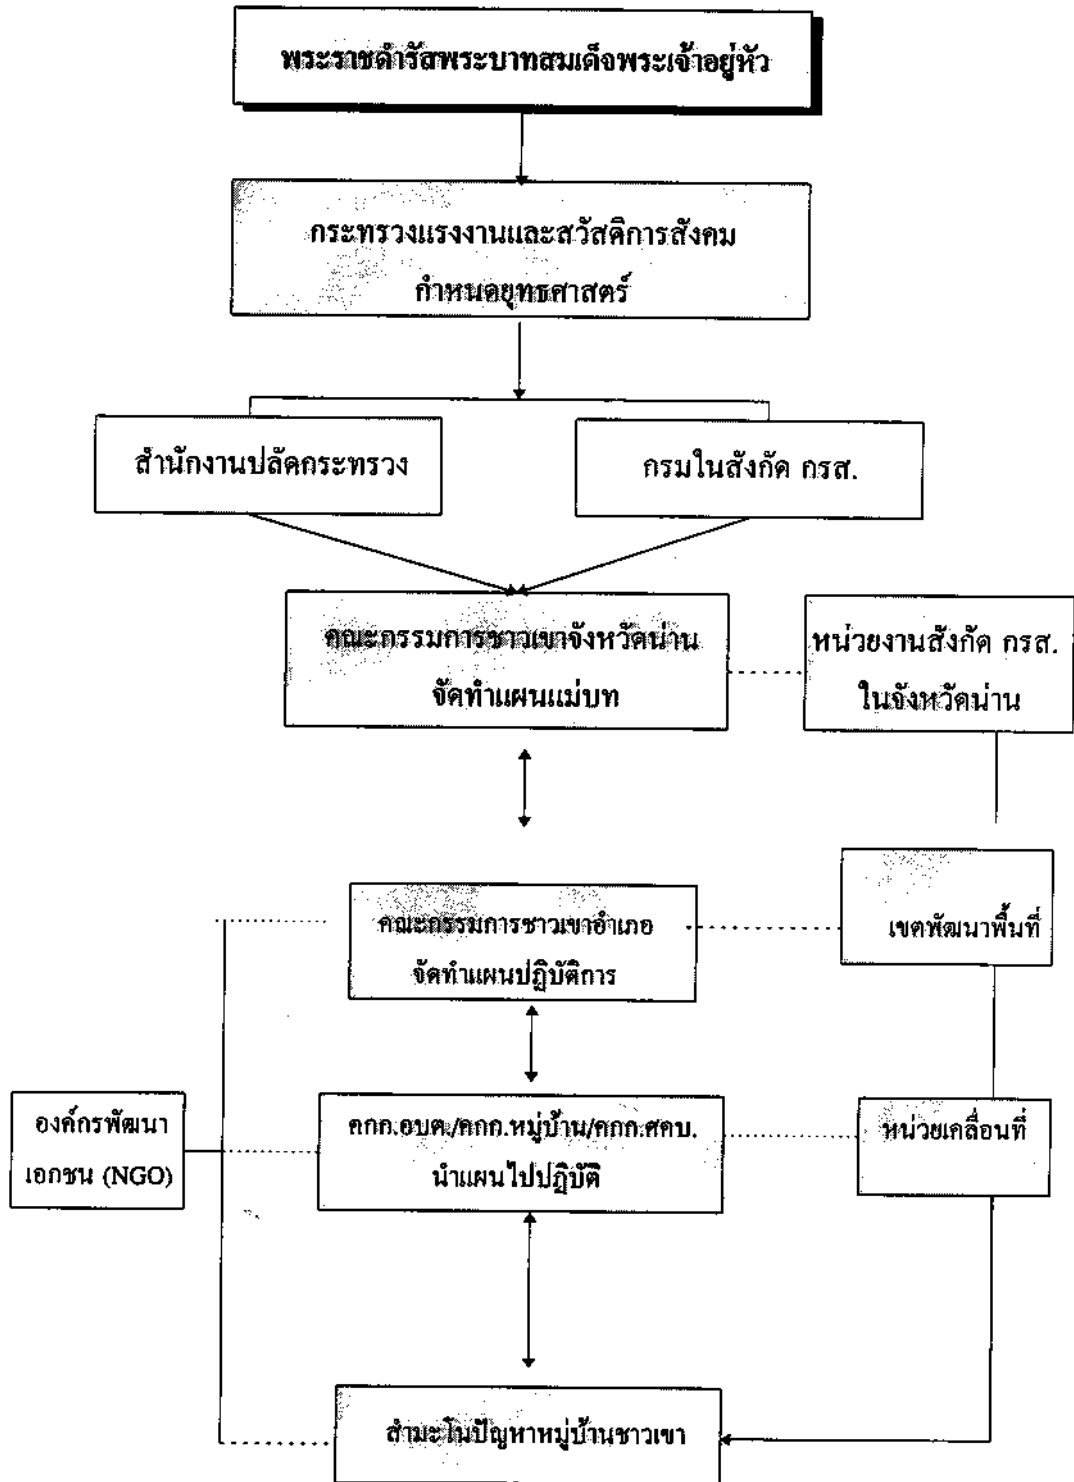 พระราชดำรัสพระบาทสมเด็จพระเจ้าอยู่หัว
กระทรวงแรงงานและสวัสดิการสังคม
กำหนดยุทธศาสตร์
สำนักงานปลัดกระทรวง
กรมในสังกัด กรส.
คณะกรรมการชาวเขาจังหวัดน่าน
จัดทำแผนแม่บท
หน่วยงานสังกัด กรส.
ในจังหวัดน่าน
คณะกรรมการชาวเขาอำเภอ
จัดทำแผนปฏิบัติการ
เขตพัฒนาพื้นที่
องค์กรพัฒนา
เอกชน (NGO)
คกก.อบต./คกก.หมู่บ้าน/คกก.ศคบ.
นำแผนไปปฏิบัติ
หน่วยเคลื่อนที่
สำมะโนปัญหาหมู่บ้านชาวเขา